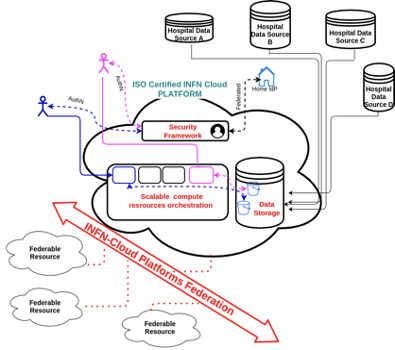 Hospital Data
Source A
Hospital
Data Source
B
Hospital Data
Source C
Hospital
Data
Source D
ISO Certified INFN Cloud
PLATFORM
Home IdP
Federated
AuthN
AuthN
Security
Framework
Scalable compute
resrources orchestration
Data
Storage
INFN-Cloud Platforms Federation
Federable
Resource
Federable
Resource
Federable
Resource